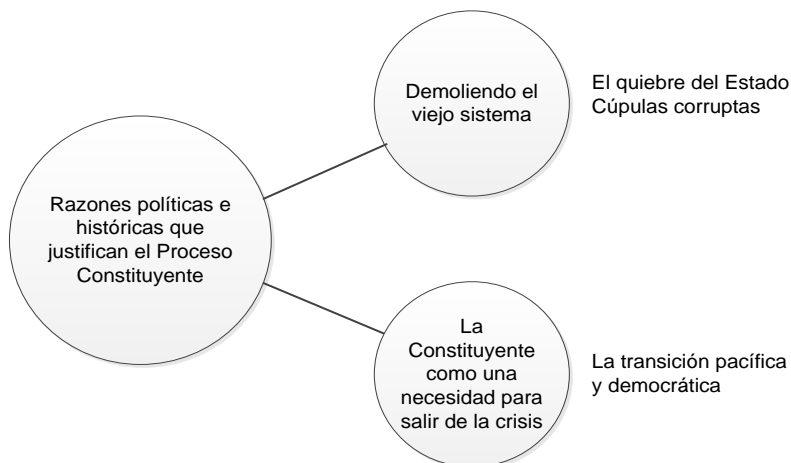 Razones políticas e
históricas que
justifican el Proceso
Constituyente
Demoliendo el
viejo sistema
El quiebre del Estado
Cúpulas corruptas
La
Constituyente
como una
necesidad para
salir de la crisis
La transición pacífica
y democrática